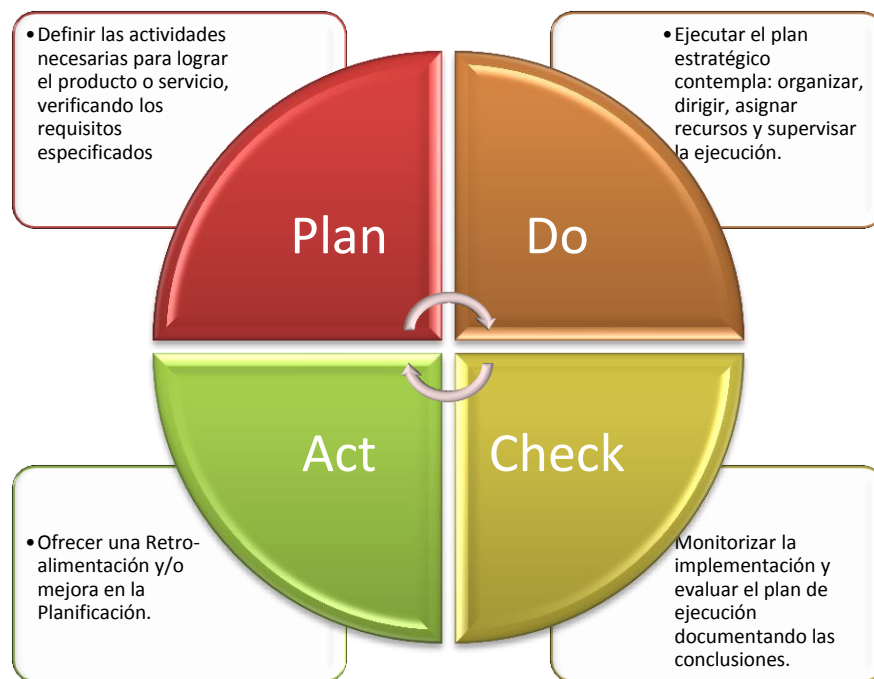 •Definir las actividades
necesarias para lograr
el producto o servicio,
verificando los
requisitos
especificados
•Ejecutar el plan
estratégico
contempla: organizar,
dirigir, asignar
recursos y supervisar
la ejecución.
Plan
Do
Act
Check
•Ofrecer una Retro-
alimentación y/o
mejora en la
Planificación.
Monitorizar la
implementación y
evaluar el plan de
ejecución
documentando las
conclusiones.